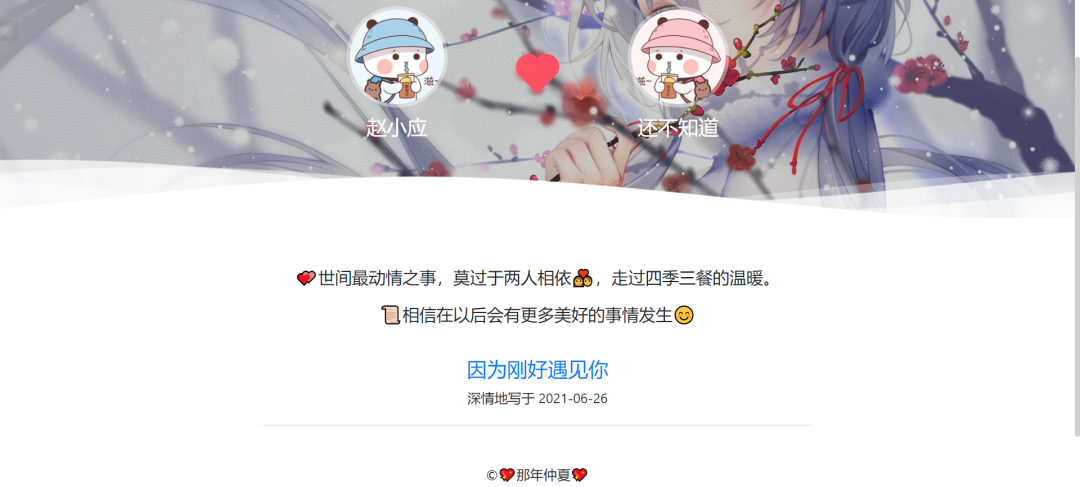 赵小应
还不知道
💕世间最动情之事，莫过于两人相依💑，走过四季三餐的温暖。
📜相信在以后会有更多美好的事情发生😊
因为刚好遇见你
深情地写于 2021-06-26
©💖那年仲夏💖